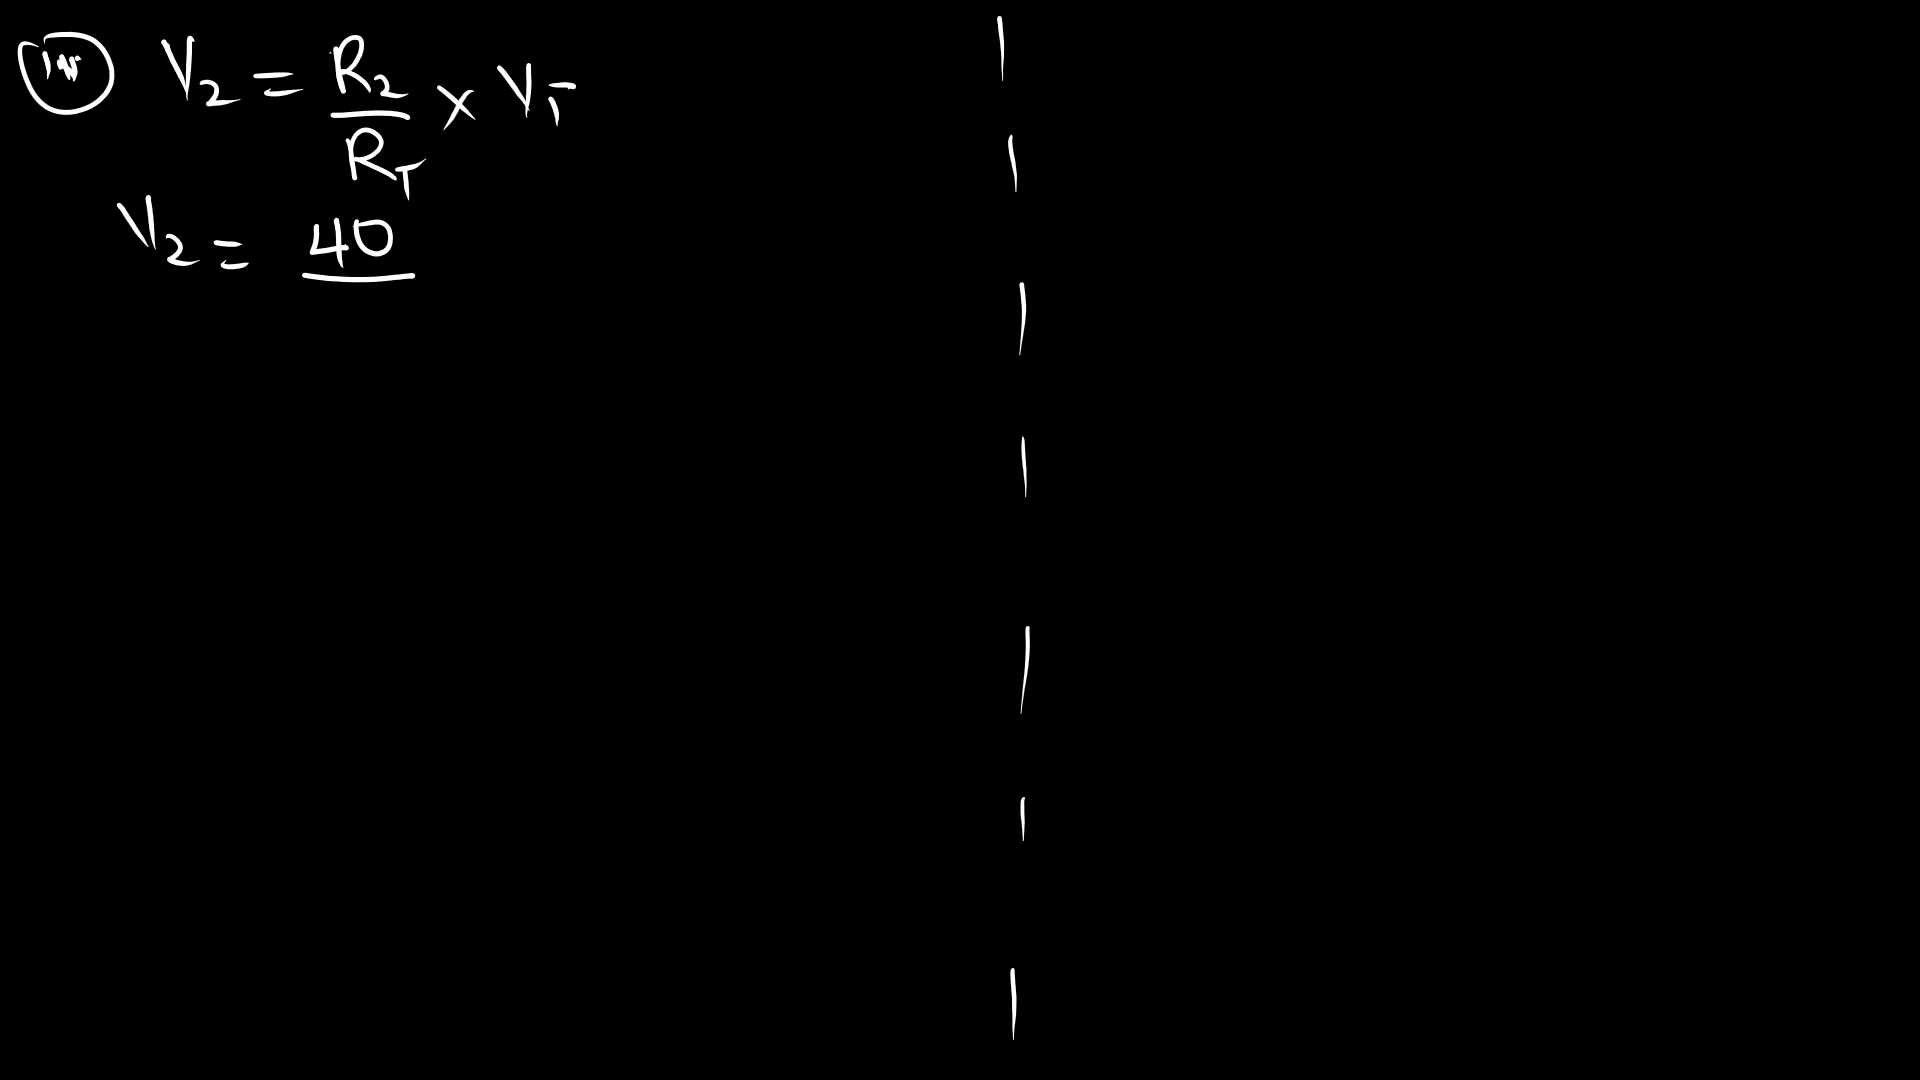 iv V₂ = R₂/R_T × V_T
V₂ = 40